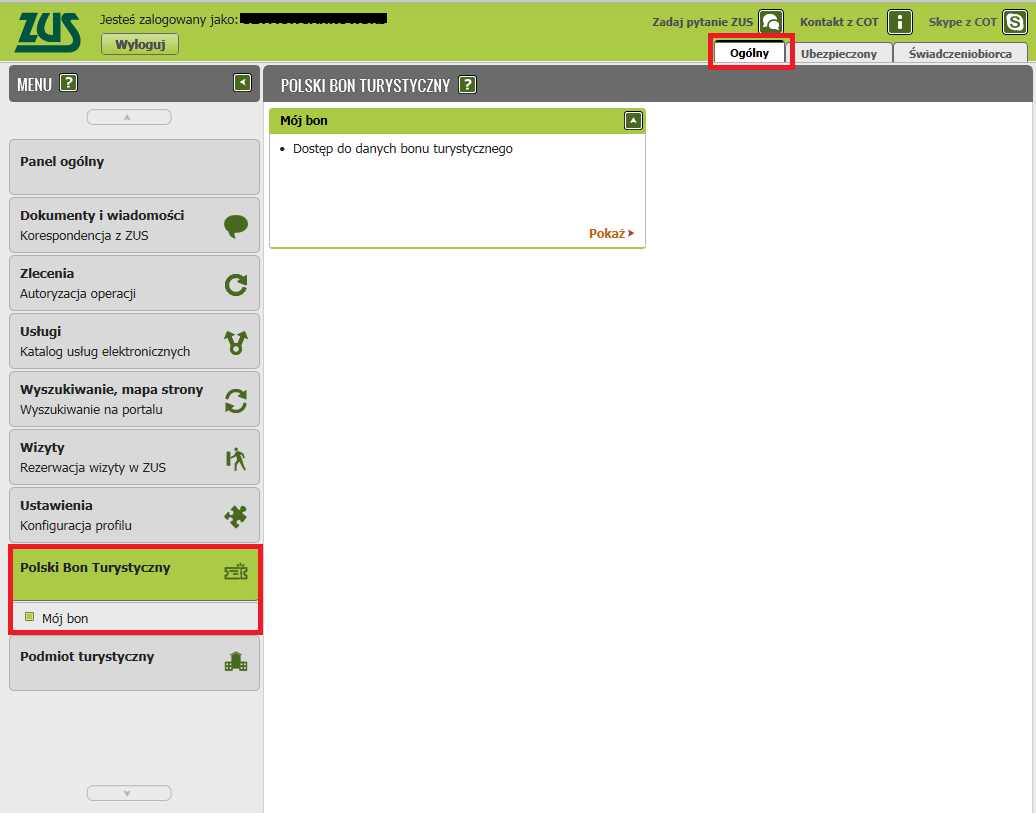 ZUS
Jesteś zalogowany jako:
Wyloguj
Zadaj pytanie ZUS
Kontakt z COT
Skype z COT
Ogólny
Ubezpieczony
Świadczeniobiorca
MENU ?
POLSKI BON TURYSTYCZNY ?
Mój bon
• Dostęp do danych bonu turystycznego
Pokaż
Panel ogólny
Dokumenty i wiadomości
Korespondencja z ZUS
Zlecenia
Autoryzacja operacji
Usługi
Katalog usług elektronicznych
Wyszukiwanie, mapa strony
Wyszukiwanie na portalu
Wizyty
Rezerwacja wizyty w ZUS
Ustawienia
Konfiguracja profilu
Polski Bon Turystyczny
Mój bon
Podmiot turystyczny